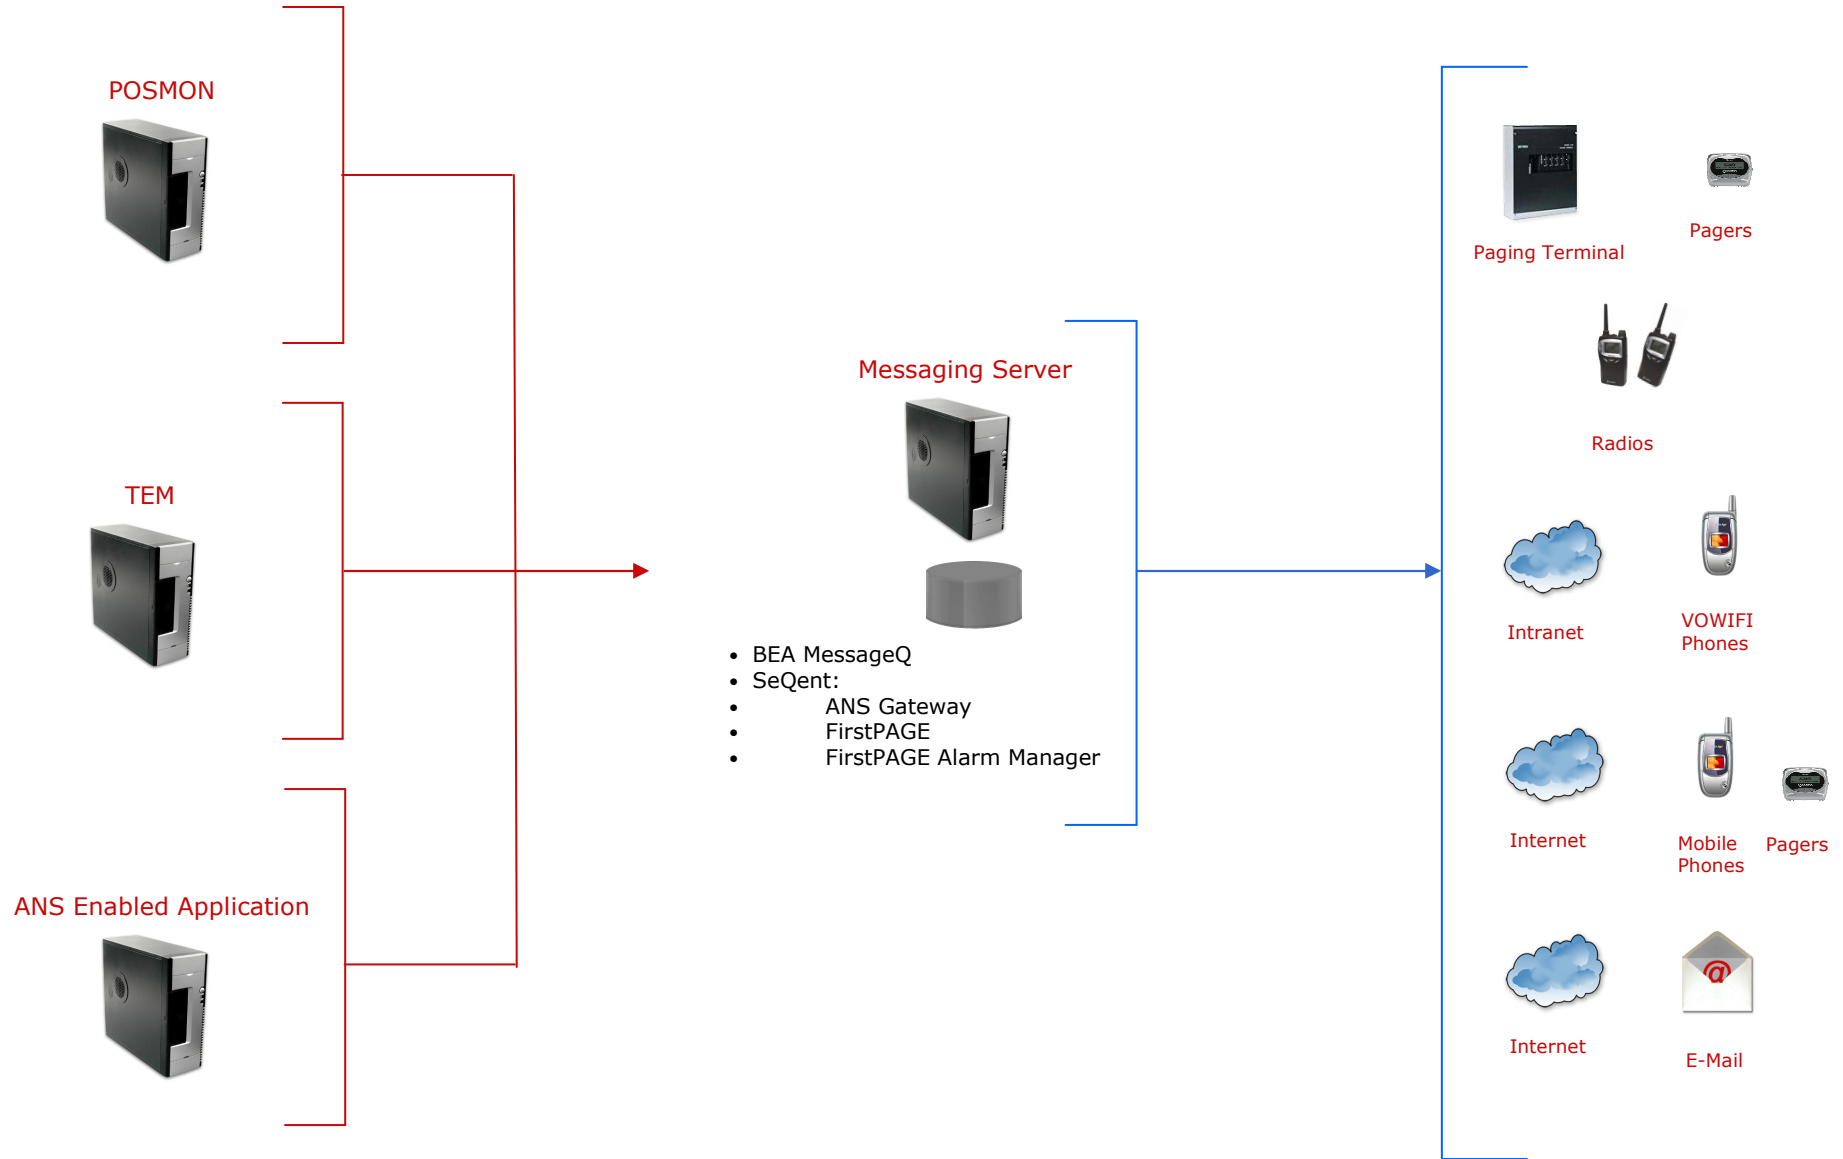 POSMON
TEM
ANS Enabled Application
Messaging Server
• BEA MessageQ
• SeQent:
• ANS Gateway
• FirstPAGE
• FirstPAGE Alarm Manager
Paging Terminal
Pagers
Radios
Intranet
VOWIFI
Phones
Internet
Mobile
Phones
Pagers
Internet
@
E-Mail